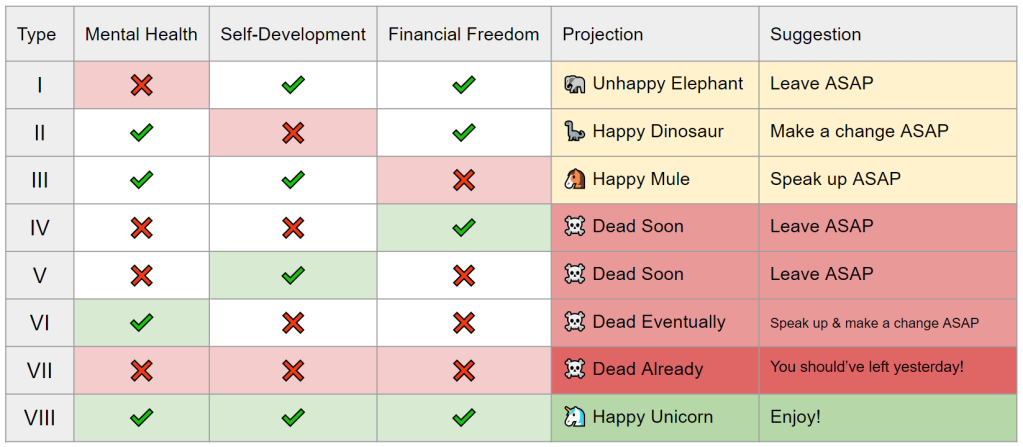 Type Mental Health Self-Development Financial Freedom Projection Suggestion
I Unhappy Elephant Leave ASAP
II Happy Dinosaur Make a change ASAP
III Happy Mule Speak up ASAP
IV Dead Soon Leave ASAP
V Dead Soon Leave ASAP
VI Dead Eventually Speak up & make a change ASAP
VII Dead Already You should've left yesterday!
VIII Happy Unicorn Enjoy!